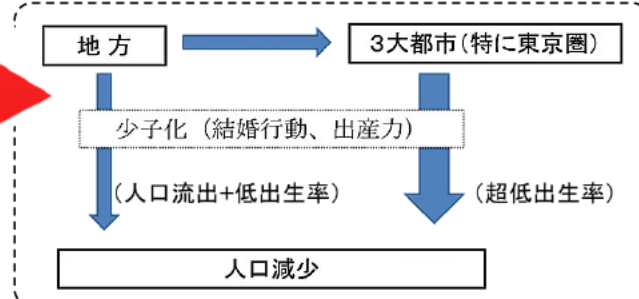 地方
3大都市(特に東京圏)
少子化（結婚行動、出産力）
(人口流出+低出生率)
(超低出生率)
人口減少